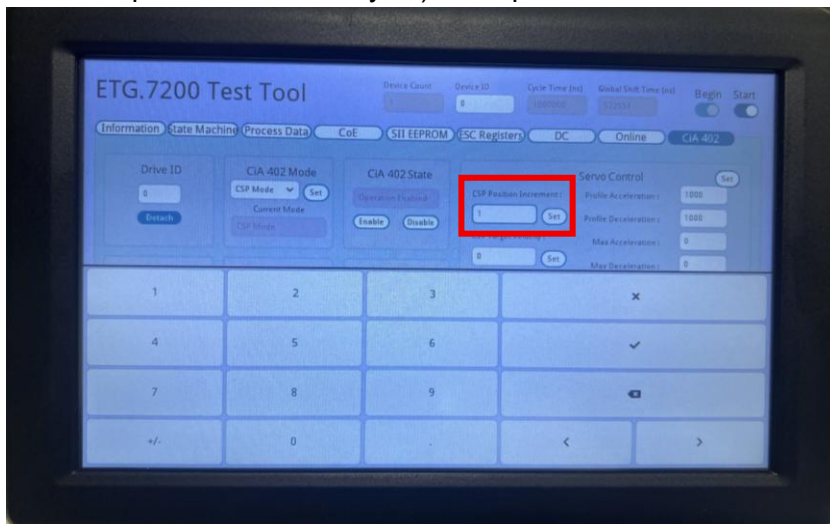 ETG.7200 Test Tool
Device Count
1
Device ID
0
Cycle Time (ns)
1000000
Global Shift Time (ns)
Begin
Start
Information
State Machine
Process Data
CoE
SII EEPROM
ESC Registers
DC
Online
CiA 402
Drive ID
0
Detach
CiA 402 Mode
CSP Mode
Set
Current Mode
CSP Mode
CiA 402 State
Operation Enabled
Enable
Disable
Servo Control
Set
CSP Position Increment :
1
Set
0
Set
Profile Acceleration :
1000
Profile Deceleration :
1000
Max Acceleration :
0
Max Deceleration :
0
1
2
3
4
5
6
7
8
9
+/-
0
.